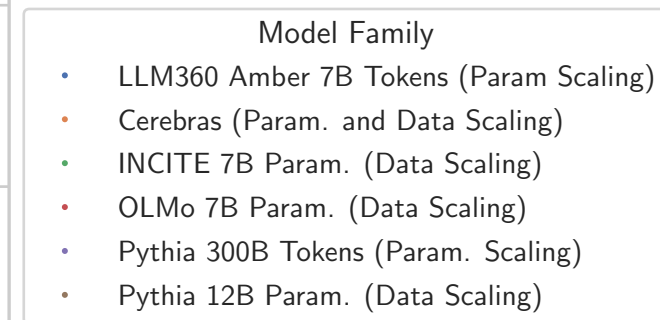 Model Family
LLM360 Amber 7B Tokens (Param Scaling)
Cerebras (Param. and Data Scaling)
INCITE 7B Param. (Data Scaling)
OLMo 7B Param. (Data Scaling)
Pythia 300B Tokens (Param. Scaling)
Pythia 12B Param. (Data Scaling)